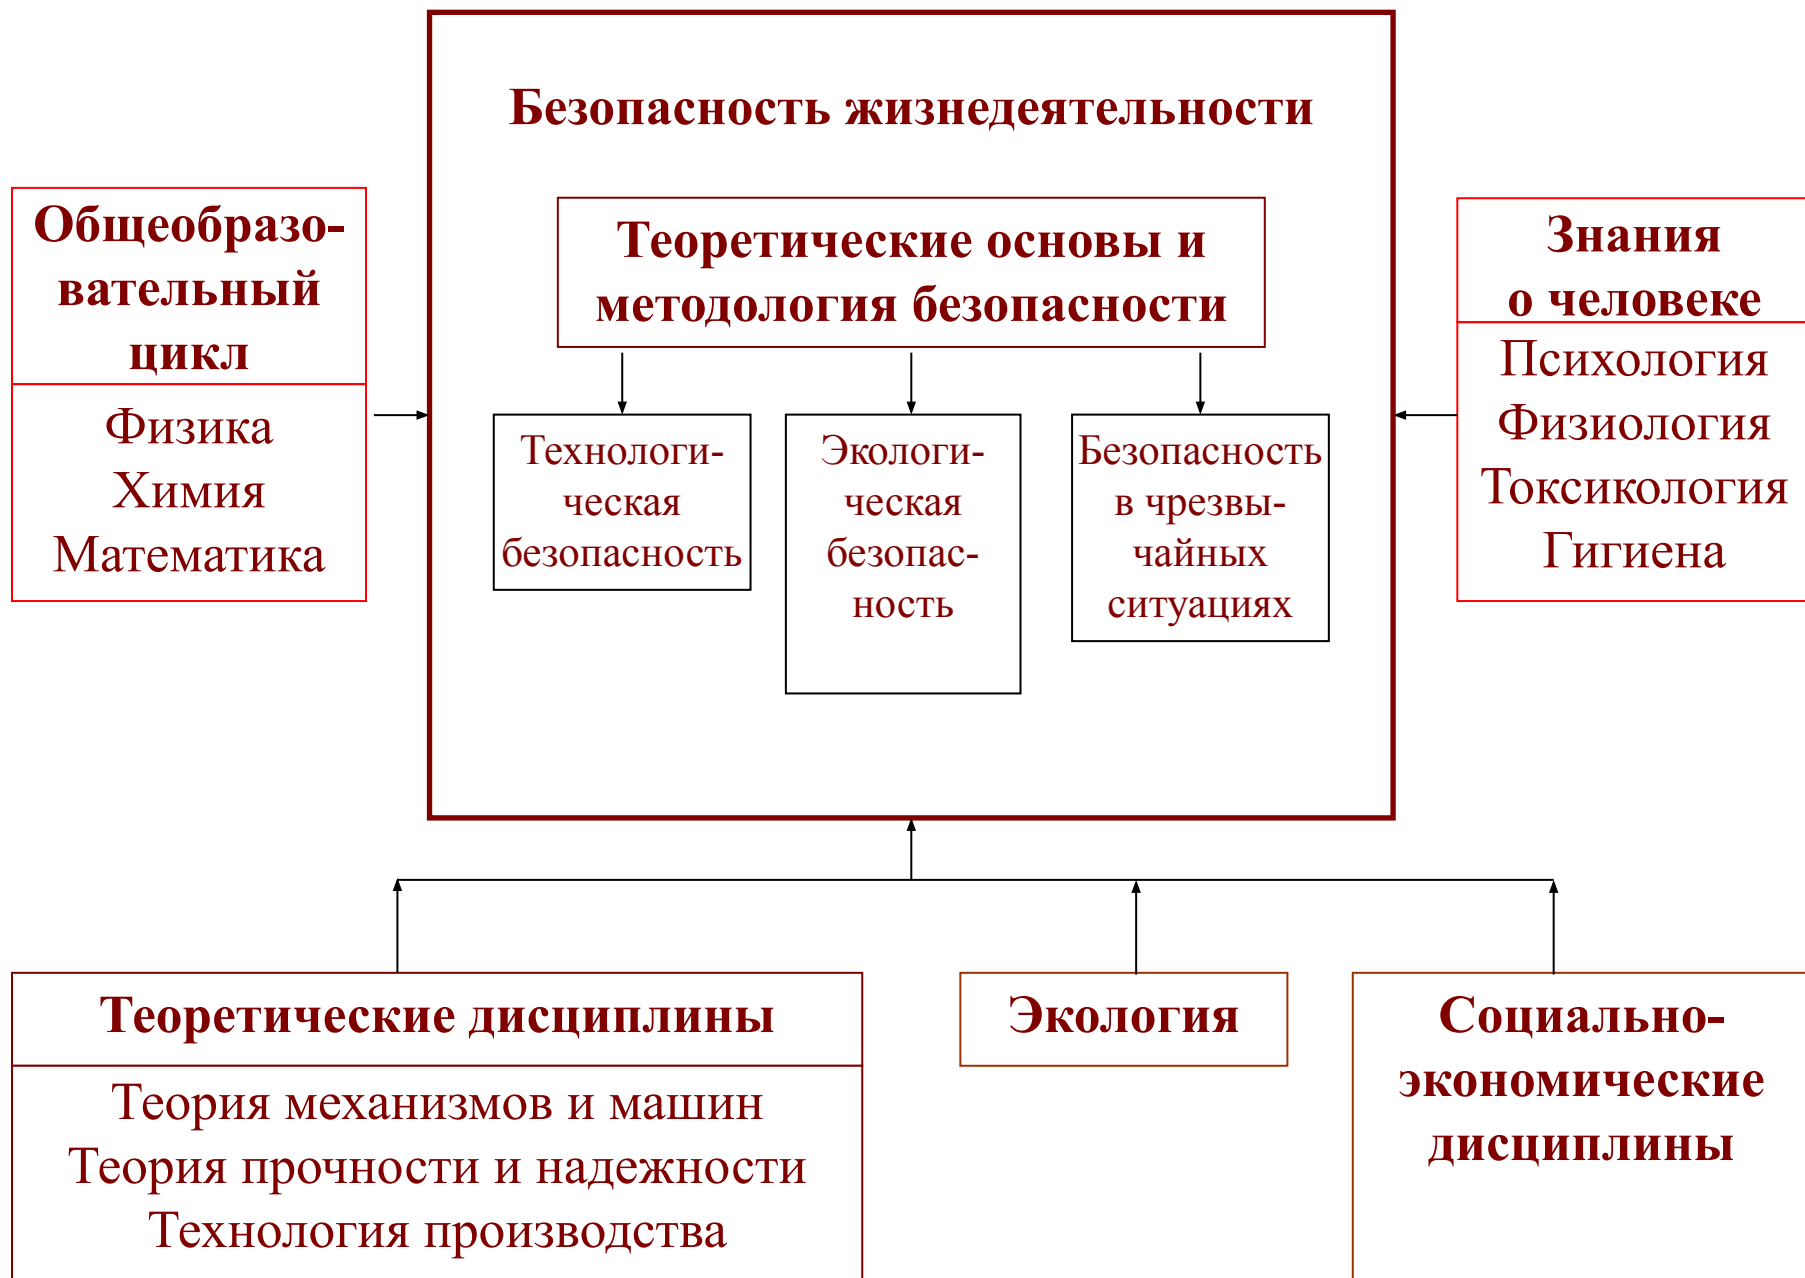 Безопасность жизнедеятельности
Общеобразо-
вательный
цикл
Физика
Химия
Математика
Теоретические основы и
методология безопасности
Технологи-
ческая
безопасность
Экологи-
ческая
безопас-
ность
Безопасность
в чрезвы-
чайных
ситуациях
Знания
о человеке
Психология
Физиология
Токсикология
Гигиена
Теоретические дисциплины
Теория механизмов и машин
Теория прочности и надежности
Технология производства
Экология
Социально-
экономические
дисциплины